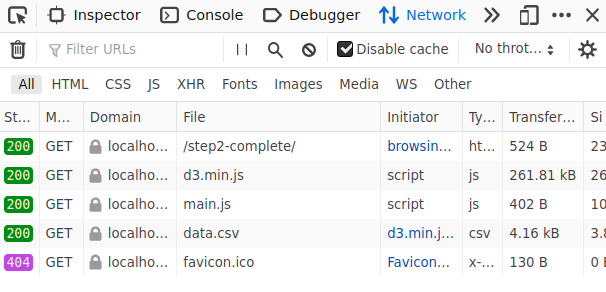 Inspector Console Debugger Network
Filter URLs Disable cache No throt...
All HTML CSS JS XHR Fonts Images Media WS Other
St... M... Domain File Initiator Ty... Transfer... Si
200 GET localho... /step2-complete/ browsin... ht... 524 B 23
200 GET localho... d3.min.js script js 261.81 kB 26
200 GET localho... main.js script js 402 B 10
200 GET localho... data.csv d3.min.j... csv 4.16 kB 3.8
404 GET localho... favicon.ico Favicon... x-... 130 B 0 B